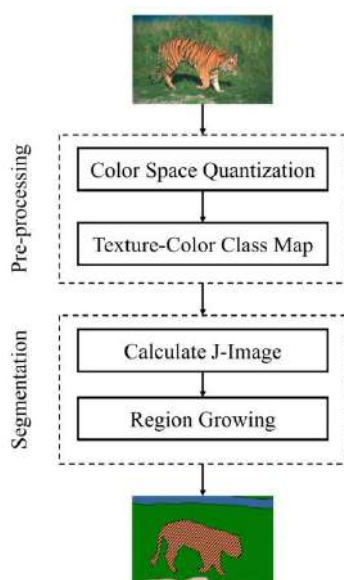 Pre-processing
Color Space Quantization
Texture-Color Class Map
Segmentation
Calculate J-Image
Region Growing